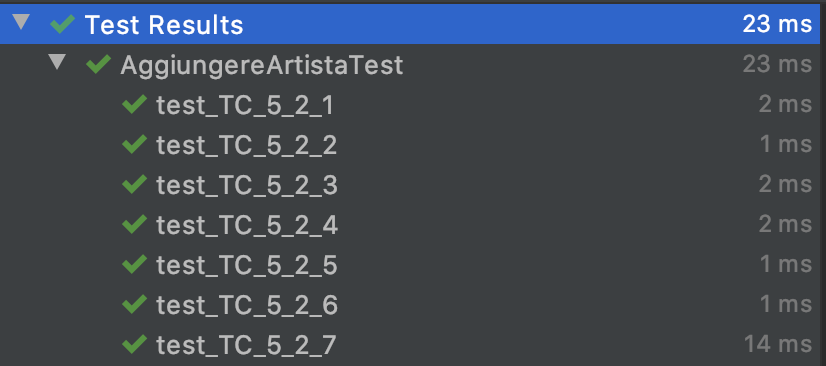 Test Results 23 ms
AggiungereArtistaTest 23 ms
test_TC_5_2_1 2 ms
test_TC_5_2_2 1 ms
test_TC_5_2_3 2 ms
test_TC_5_2_4 2 ms
test_TC_5_2_5 1 ms
test_TC_5_2_6 1 ms
test_TC_5_2_7 14 ms